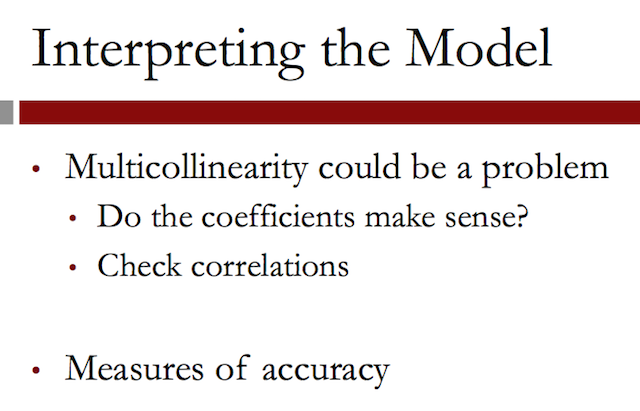 Interpreting the Model
• Multicollinearity could be a problem
• Do the coefficients make sense?
• Check correlations
• Measures of accuracy